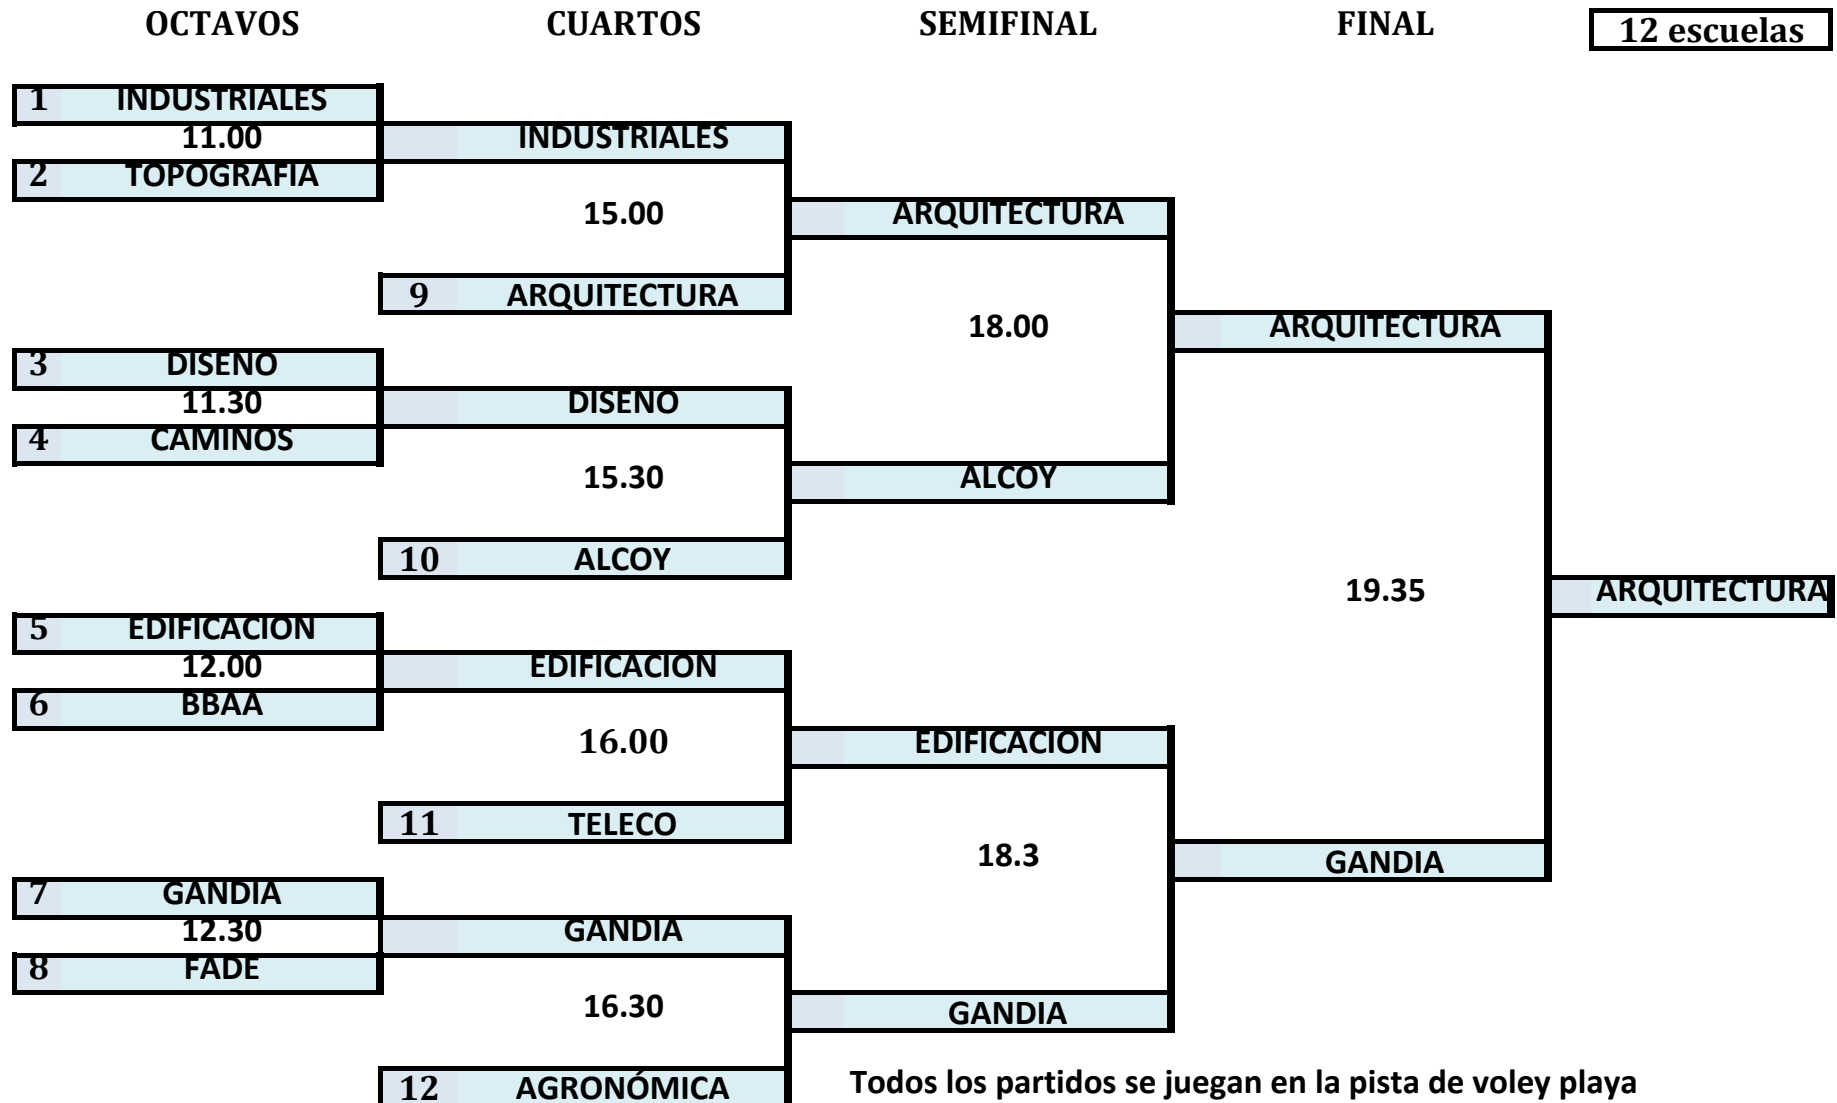 OCTAVOS CUARTOS SEMIFINAL FINAL 12 escuelas
1 INDUSTRIALES
11.00 INDUSTRIALES
2 TOPOGRAFIA
15.00 ARQUITECTURA
9 ARQUITECTURA
18.00 ARQUITECTURA
3 DISEÑO
11.30 DISEÑO
4 CAMINOS
15.30 ALCOY
10 ALCOY
19.35 ARQUITECTURA
5 EDIFICACION
12.00 EDIFICACION
6 BBAA
16.00 EDIFICACION
11 TELECO
18.3 GANDIA
7 GANDIA
12.30 GANDIA
8 FADE
16.30 GANDIA
12 AGRONÓMICA
Todos los partidos se juegan en la pista de voley playa